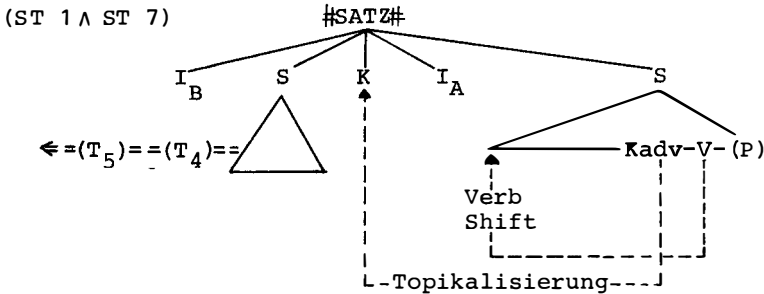 (ST 1 ∧ ST 7) #SATZ#
I_B S K I_A S
⇐=(T_5)==(T_4)==
Kadv-V-(P)
Verb
Shift
Topikalisierung